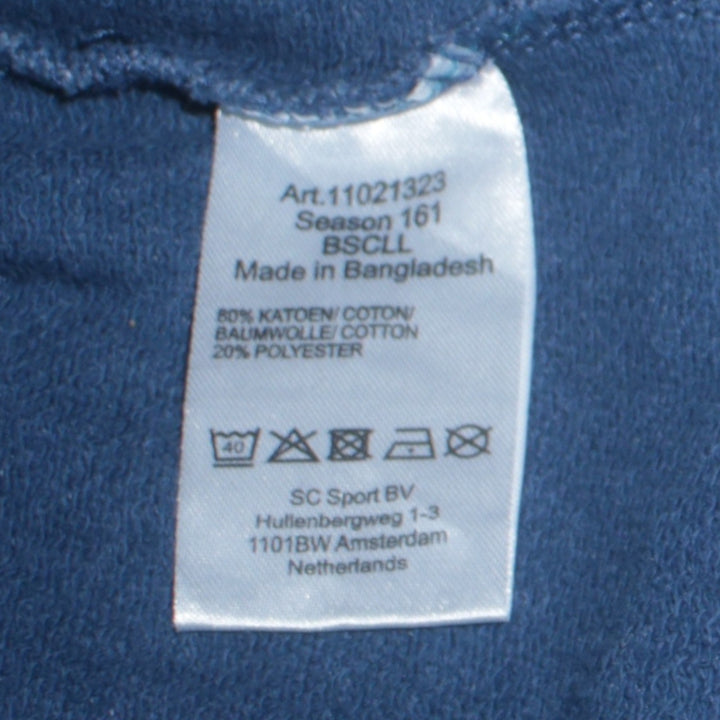 Art.11021323
Season 161
BSCLL
Made in Bangladesh
80% KATOEN/ COTON/
BAUMWOLLE/ COTTON
20% POLYESTER
40
SC Sport BV
Hullenbergweg 1-3
1101BW Amsterdam
Netherlands